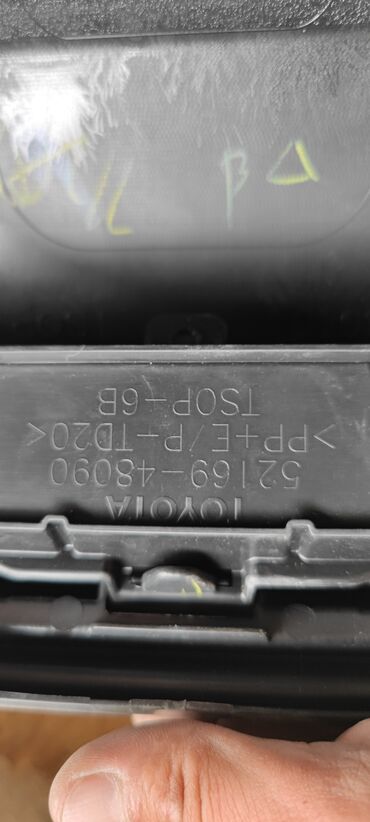 TOYOTA
52169-48090
>PP+E/P-TD20<
TSOP-6B